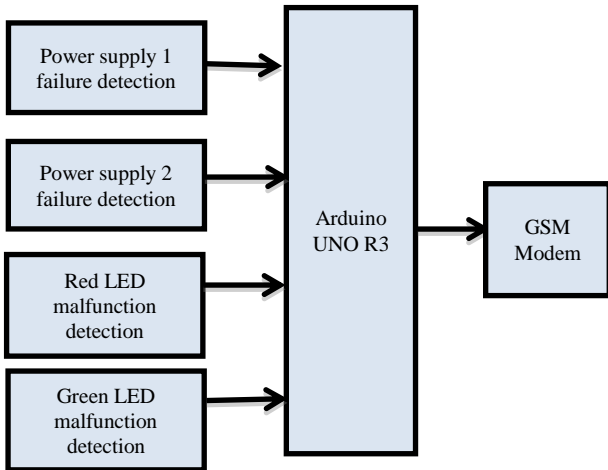 Power supply 1
failure detection
Power supply 2
failure detection
Red LED
malfunction
detection
Green LED
malfunction
detection
Arduino
UNO R3
GSM
Modem